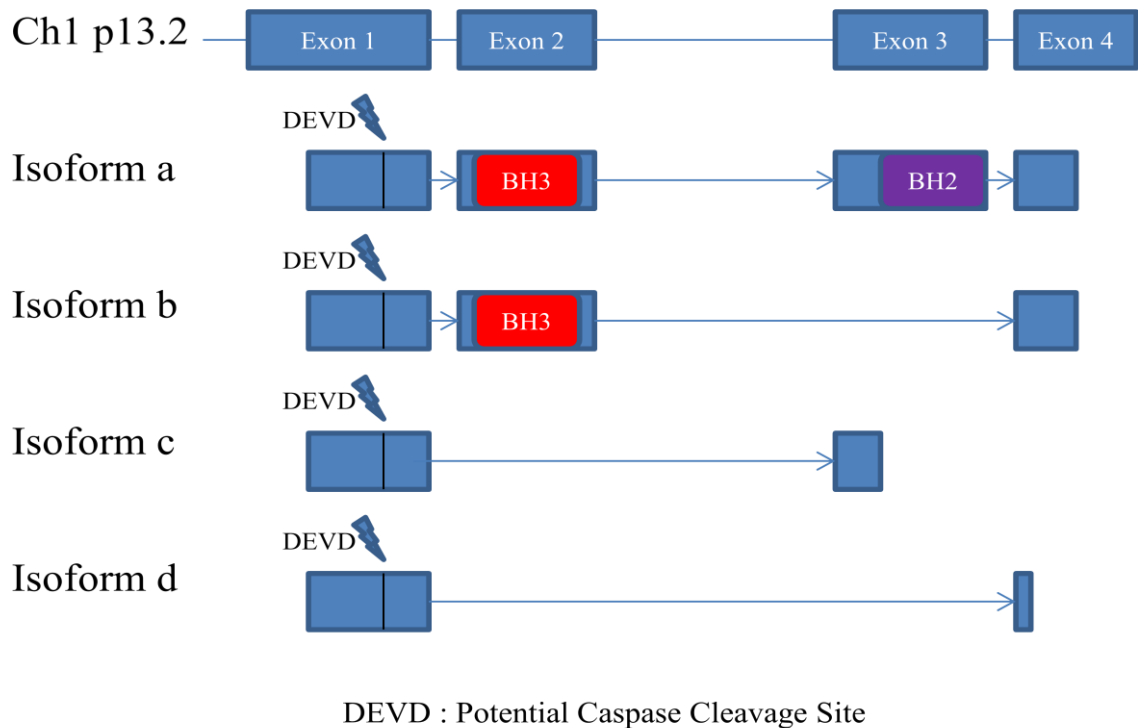 Ch1 p13.2 Exon 1 Exon 2 Exon 3 Exon 4
DEVD
Isoform a BH3 BH2
DEVD
Isoform b BH3
DEVD
Isoform c
DEVD
Isoform d
DEVD : Potential Caspase Cleavage Site